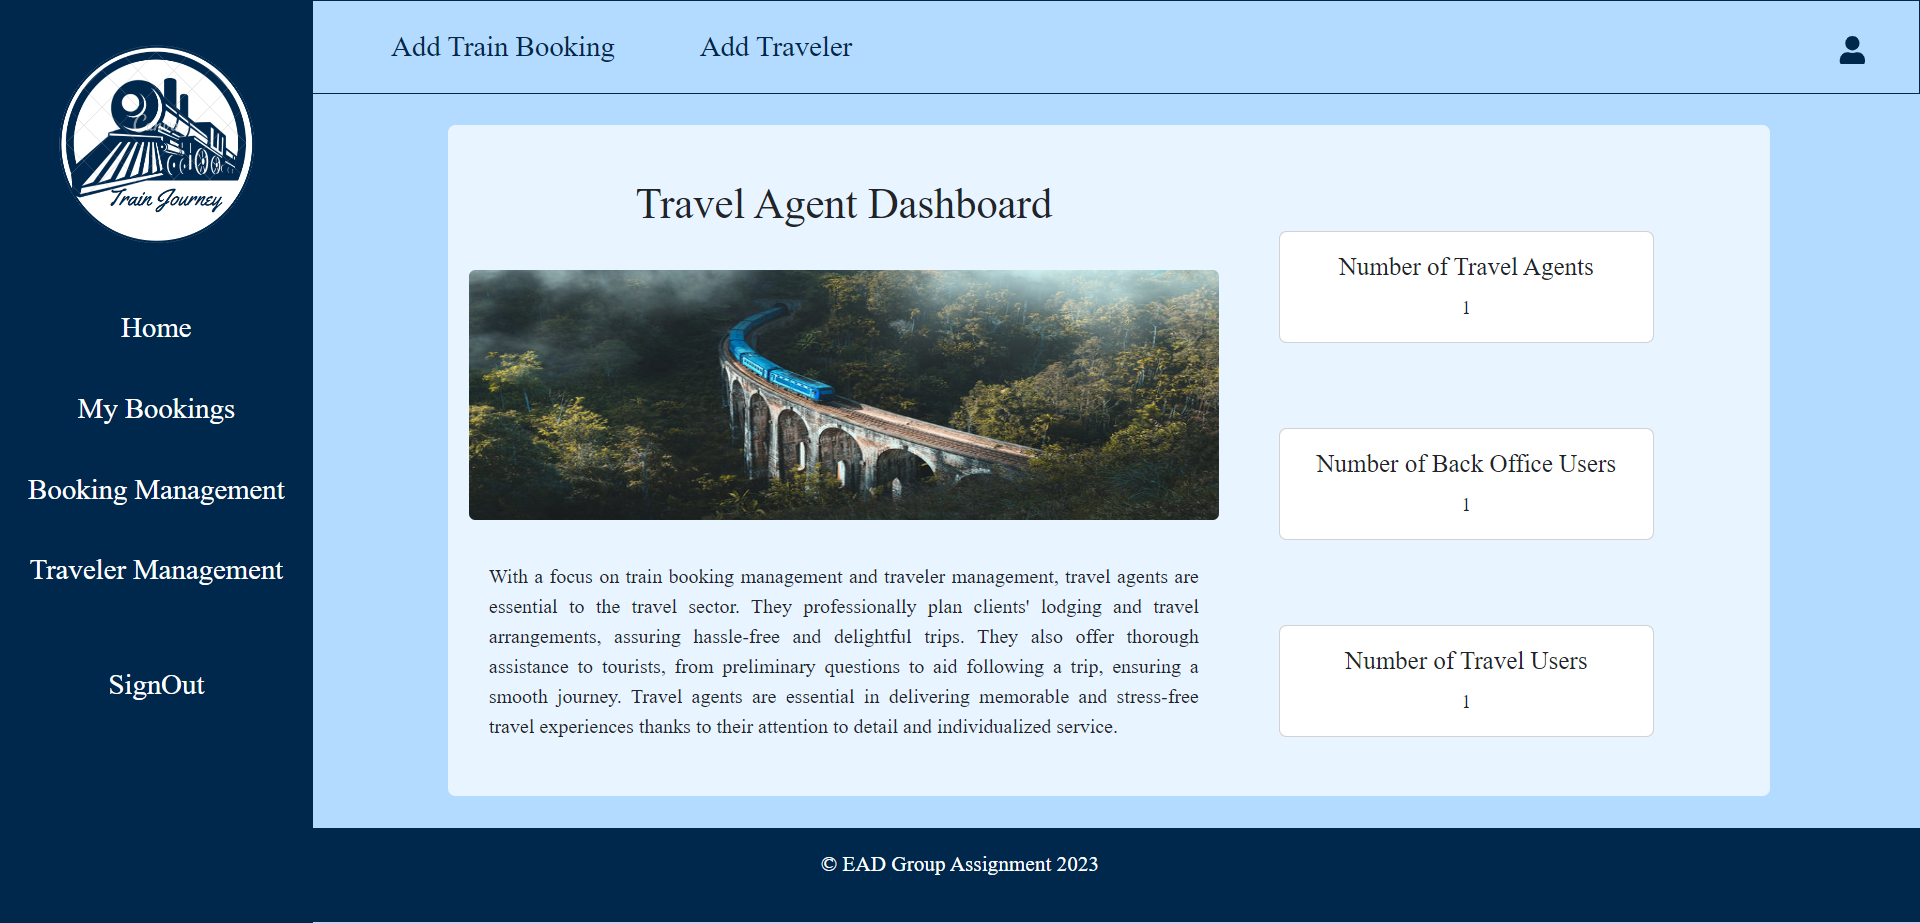 Train Journey
Home
My Bookings
Booking Management
Traveler Management
SignOut
Add Train Booking
Add Traveler
Travel Agent Dashboard
With a focus on train booking management and traveler management, travel agents are
essential to the travel sector. They professionally plan clients' lodging and travel
arrangements, assuring hassle-free and delightful trips. They also offer thorough
assistance to tourists, from preliminary questions to aid following a trip, ensuring a
smooth journey. Travel agents are essential in delivering memorable and stress-free
travel experiences thanks to their attention to detail and individualized service.
Number of Travel Agents
1
Number of Back Office Users
1
Number of Travel Users
1
© EAD Group Assignment 2023